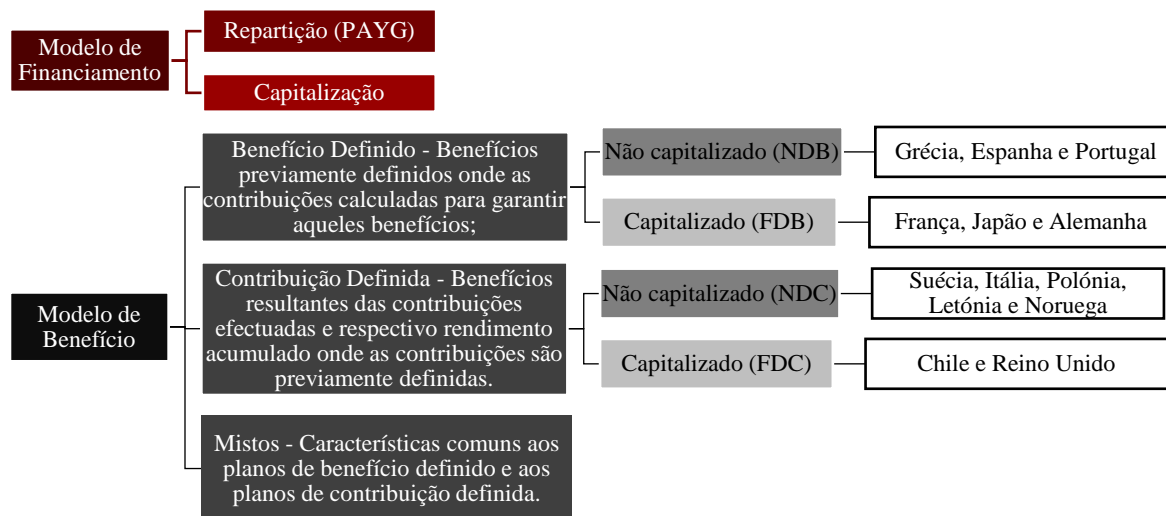 Modelo de
Financiamento
Repartição (PAYG)
Capitalização
Modelo de
Benefício
Benefício Definido - Benefícios
previamente definidos onde as
contribuições calculadas para garantir
aqueles benefícios;
Não capitalizado (NDB)
Grécia, Espanha e Portugal
Capitalizado (FDB)
França, Japão e Alemanha
Contribuição Definida - Benefícios
resultantes das contribuições
efectuadas e respectivo rendimento
acumulado onde as contribuições são
previamente definidas.
Não capitalizado (NDC)
Suécia, Itália, Polónia,
Letónia e Noruega
Capitalizado (FDC)
Chile e Reino Unido
Mistos - Características comuns aos
planos de benefício definido e aos
planos de contribuição definida.